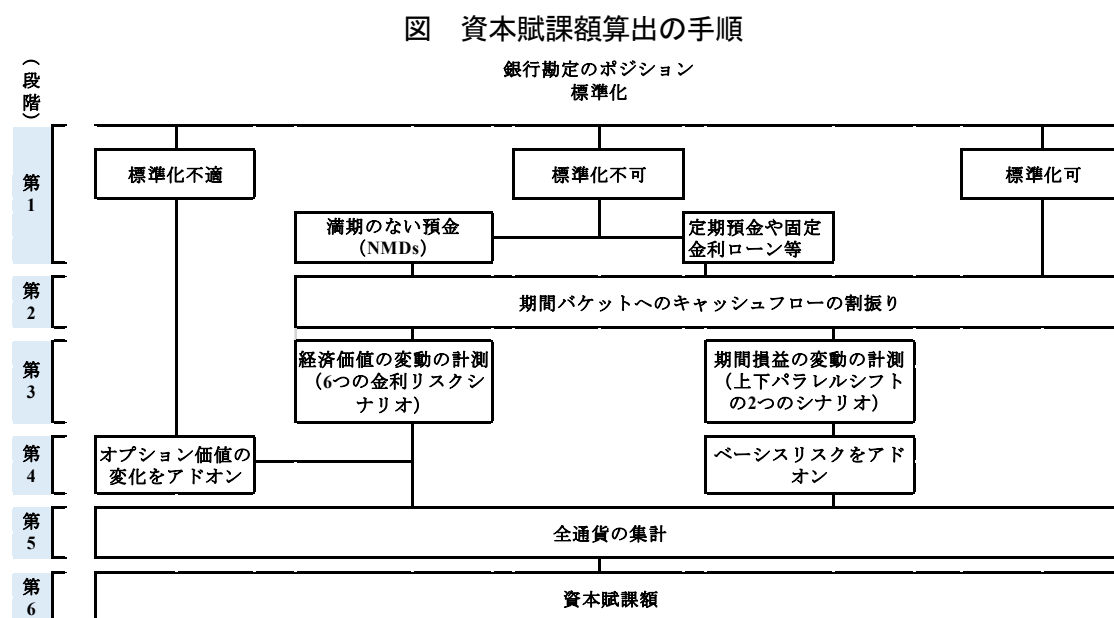 図　資本賦課額算出の手順
（段階）
銀行勘定のポジション
標準化
第
1
標準化不適
標準化不可
標準化可
満期のない預金
（NMDs）
定期預金や固定
金利ローン等
第
2
期間バケットへのキャッシュフローの割振り
第
3
経済価値の変動の計測
（6つの金利リスクシ
ナリオ）
期間損益の変動の計測
（上下パラレルシフト
の2つのシナリオ）
第
4
オプション価値の
変化をアドオン
ベーシスリスクをアド
オン
第
5
全通貨の集計
第
6
資本賦課額